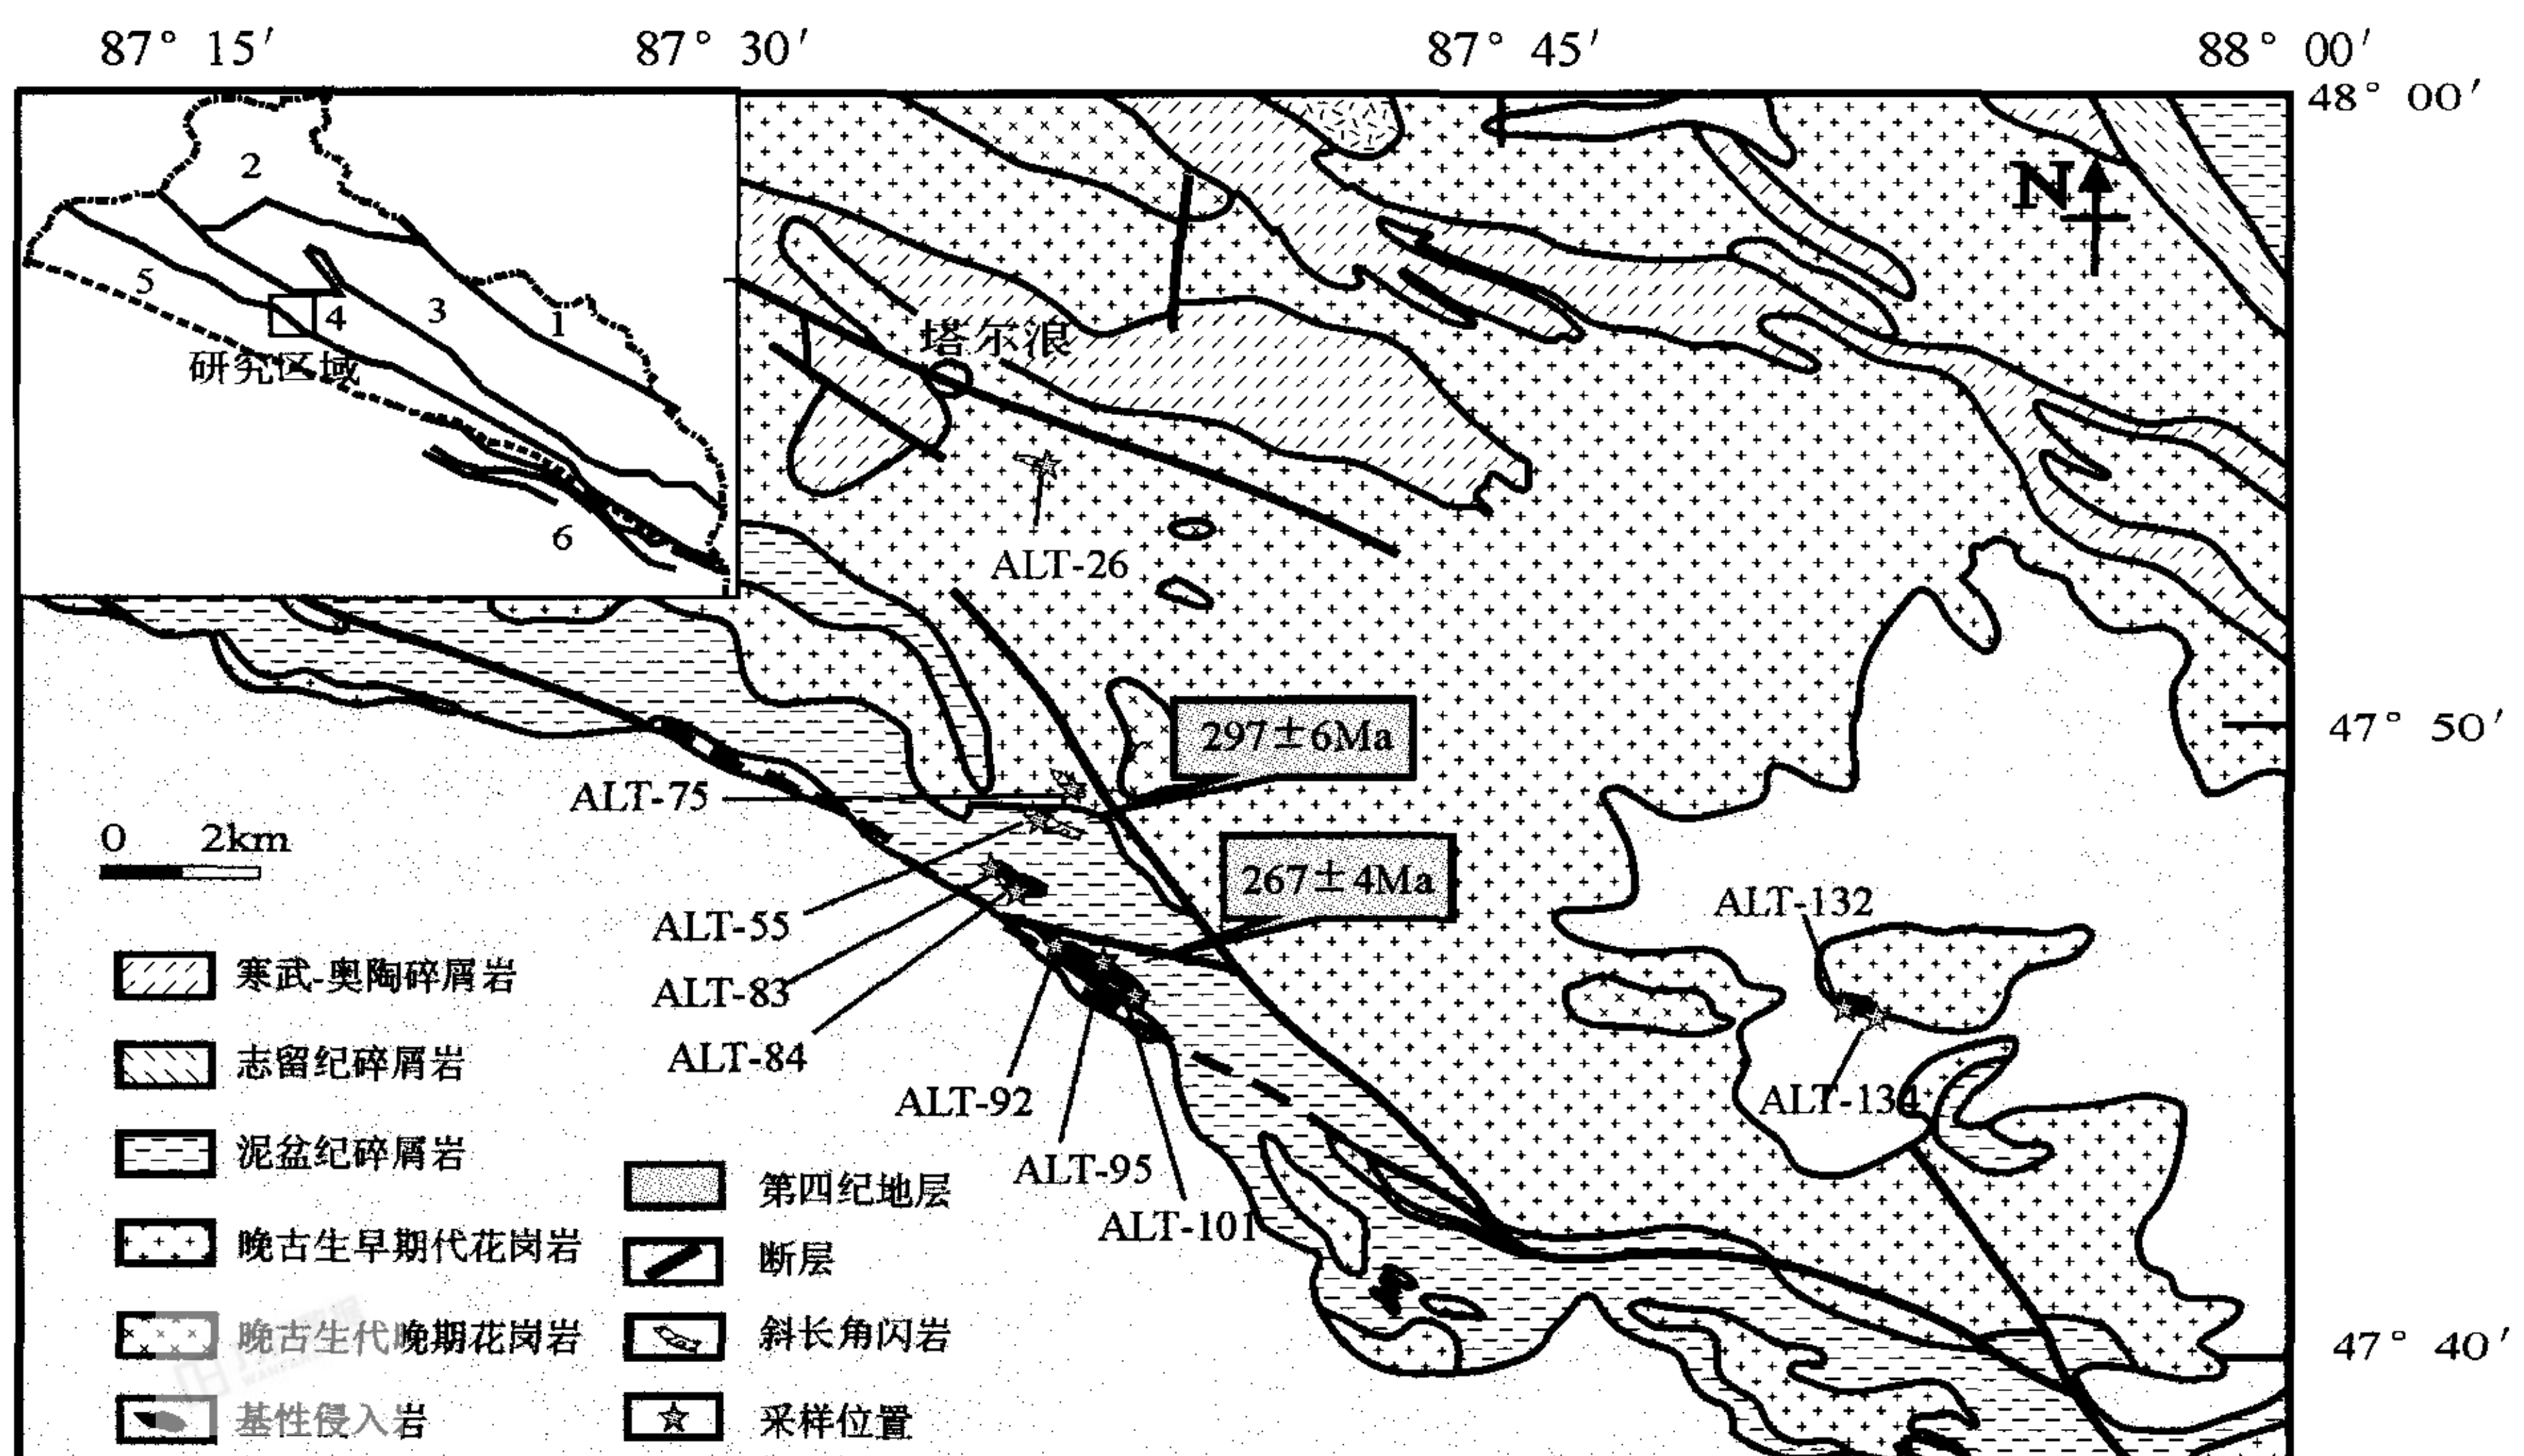 87° 15′
87° 30′
87° 45′
88° 00′
48° 00′
2
5
4
3
1
研究区域
6
N
塔尔浪
ALT-26
297±6Ma
47° 50′
ALT-75
0 2km
267±4Ma
ALT-132
ALT-55
ALT-83
ALT-84
ALT-92
ALT-134
ALT-95
ALT-101
47° 40′
寒武-奥陶碎屑岩
志留纪碎屑岩
泥盆纪碎屑岩
晚古生早期代花岗岩
晚古生代晚期花岗岩
基性侵入岩
第四纪地层
断层
斜长角闪岩
采样位置